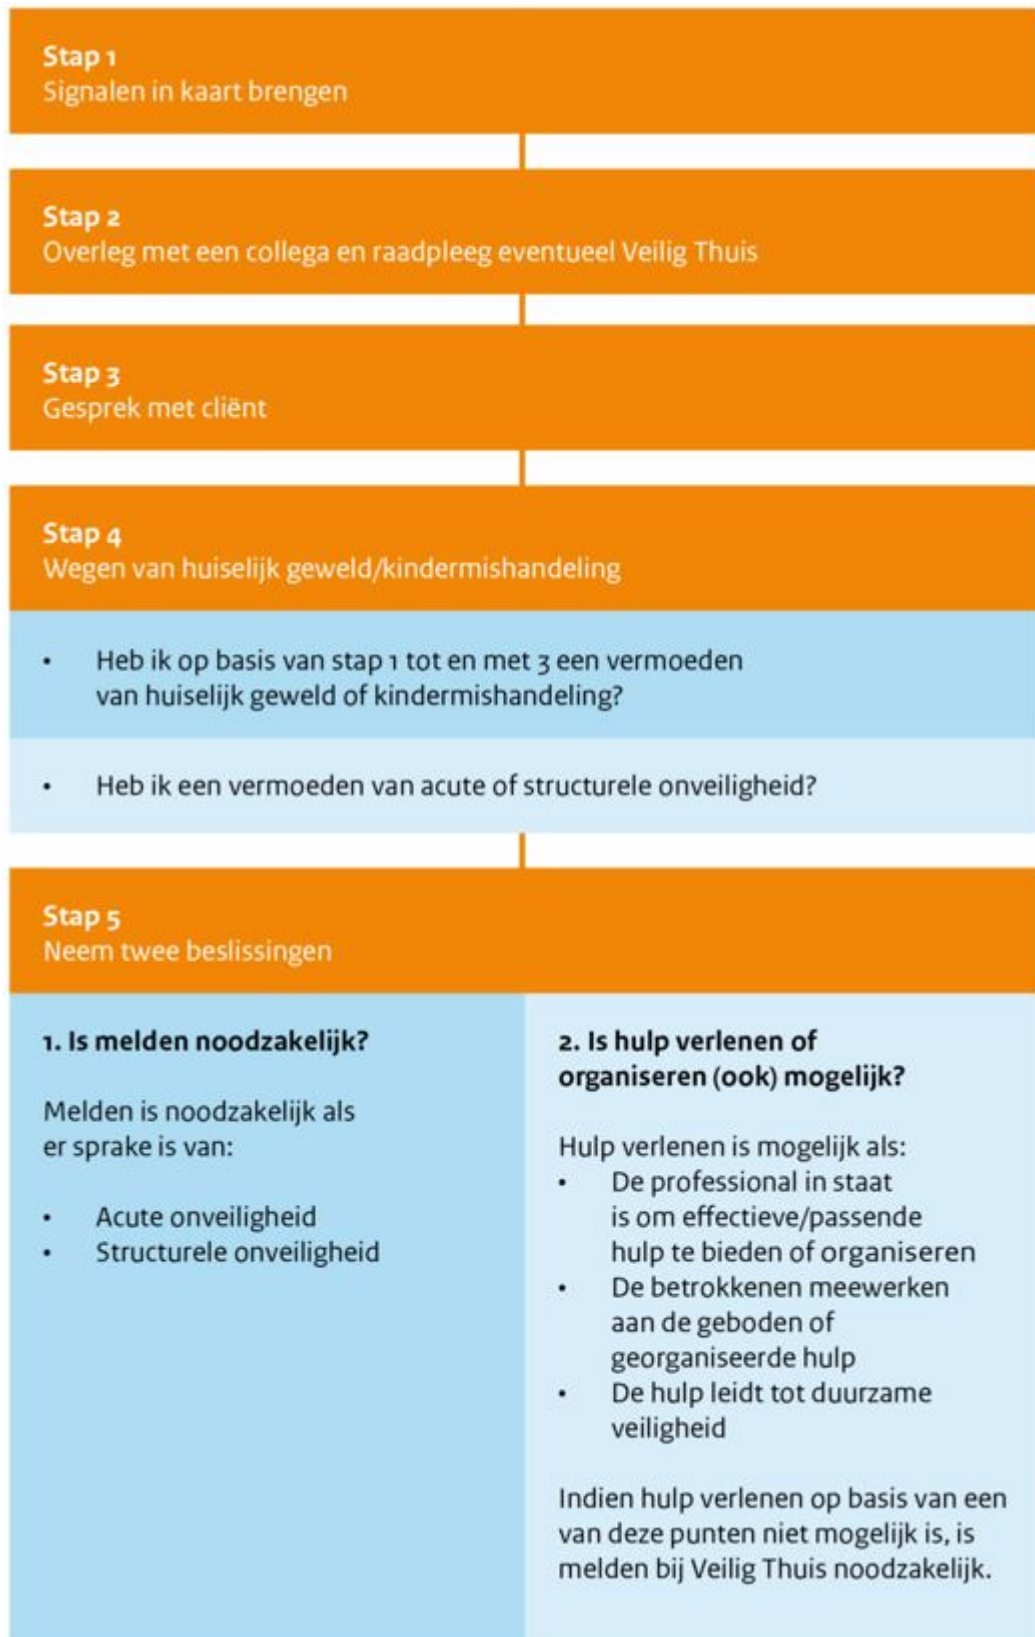 Stap 1
Signalen in kaart brengen
Stap 2
Overleg met een collega en raadpleeg eventueel Veilig Thuis
Stap 3
Gesprek met cliënt
Stap 4
Wegen van huiselijk geweld/kindermishandeling
• Heb ik op basis van stap 1 tot en met 3 een vermoeden
van huiselijk geweld of kindermishandeling?
• Heb ik een vermoeden van acute of structurele onveiligheid?
Stap 5
Neem twee beslissingen
1. Is melden noodzakelijk?
Melden is noodzakelijk als
er sprake is van:
• Acute onveiligheid
• Structurele onveiligheid
2. Is hulp verlenen of
organiseren (ook) mogelijk?
Hulp verlenen is mogelijk als:
• De professional in staat
is om effectieve/passende
hulp te bieden of organiseren
• De betrokkenen meewerken
aan de geboden of
georganiseerde hulp
• De hulp leidt tot duurzame
veiligheid
Indien hulp verlenen op basis van een
van deze punten niet mogelijk is, is
melden bij Veilig Thuis noodzakelijk.